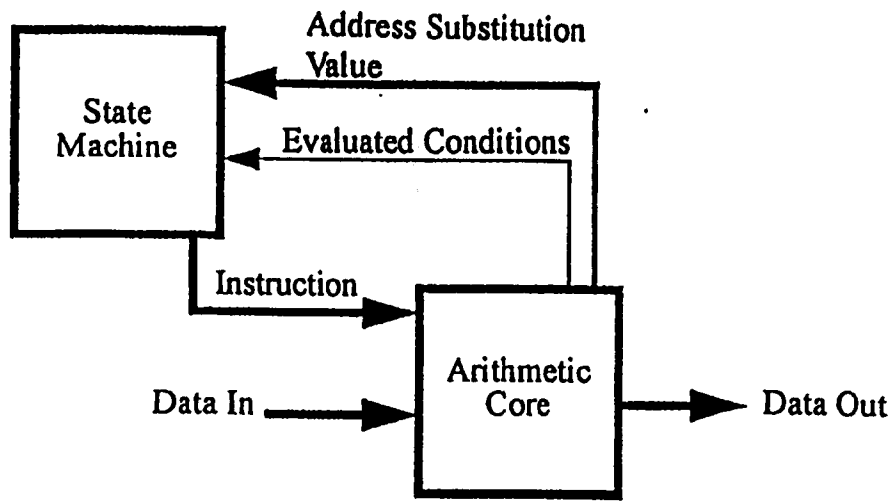 Address Substitution
Value
State
Machine
Evaluated Conditions
Instruction
Arithmetic
Core
Data In
Data Out